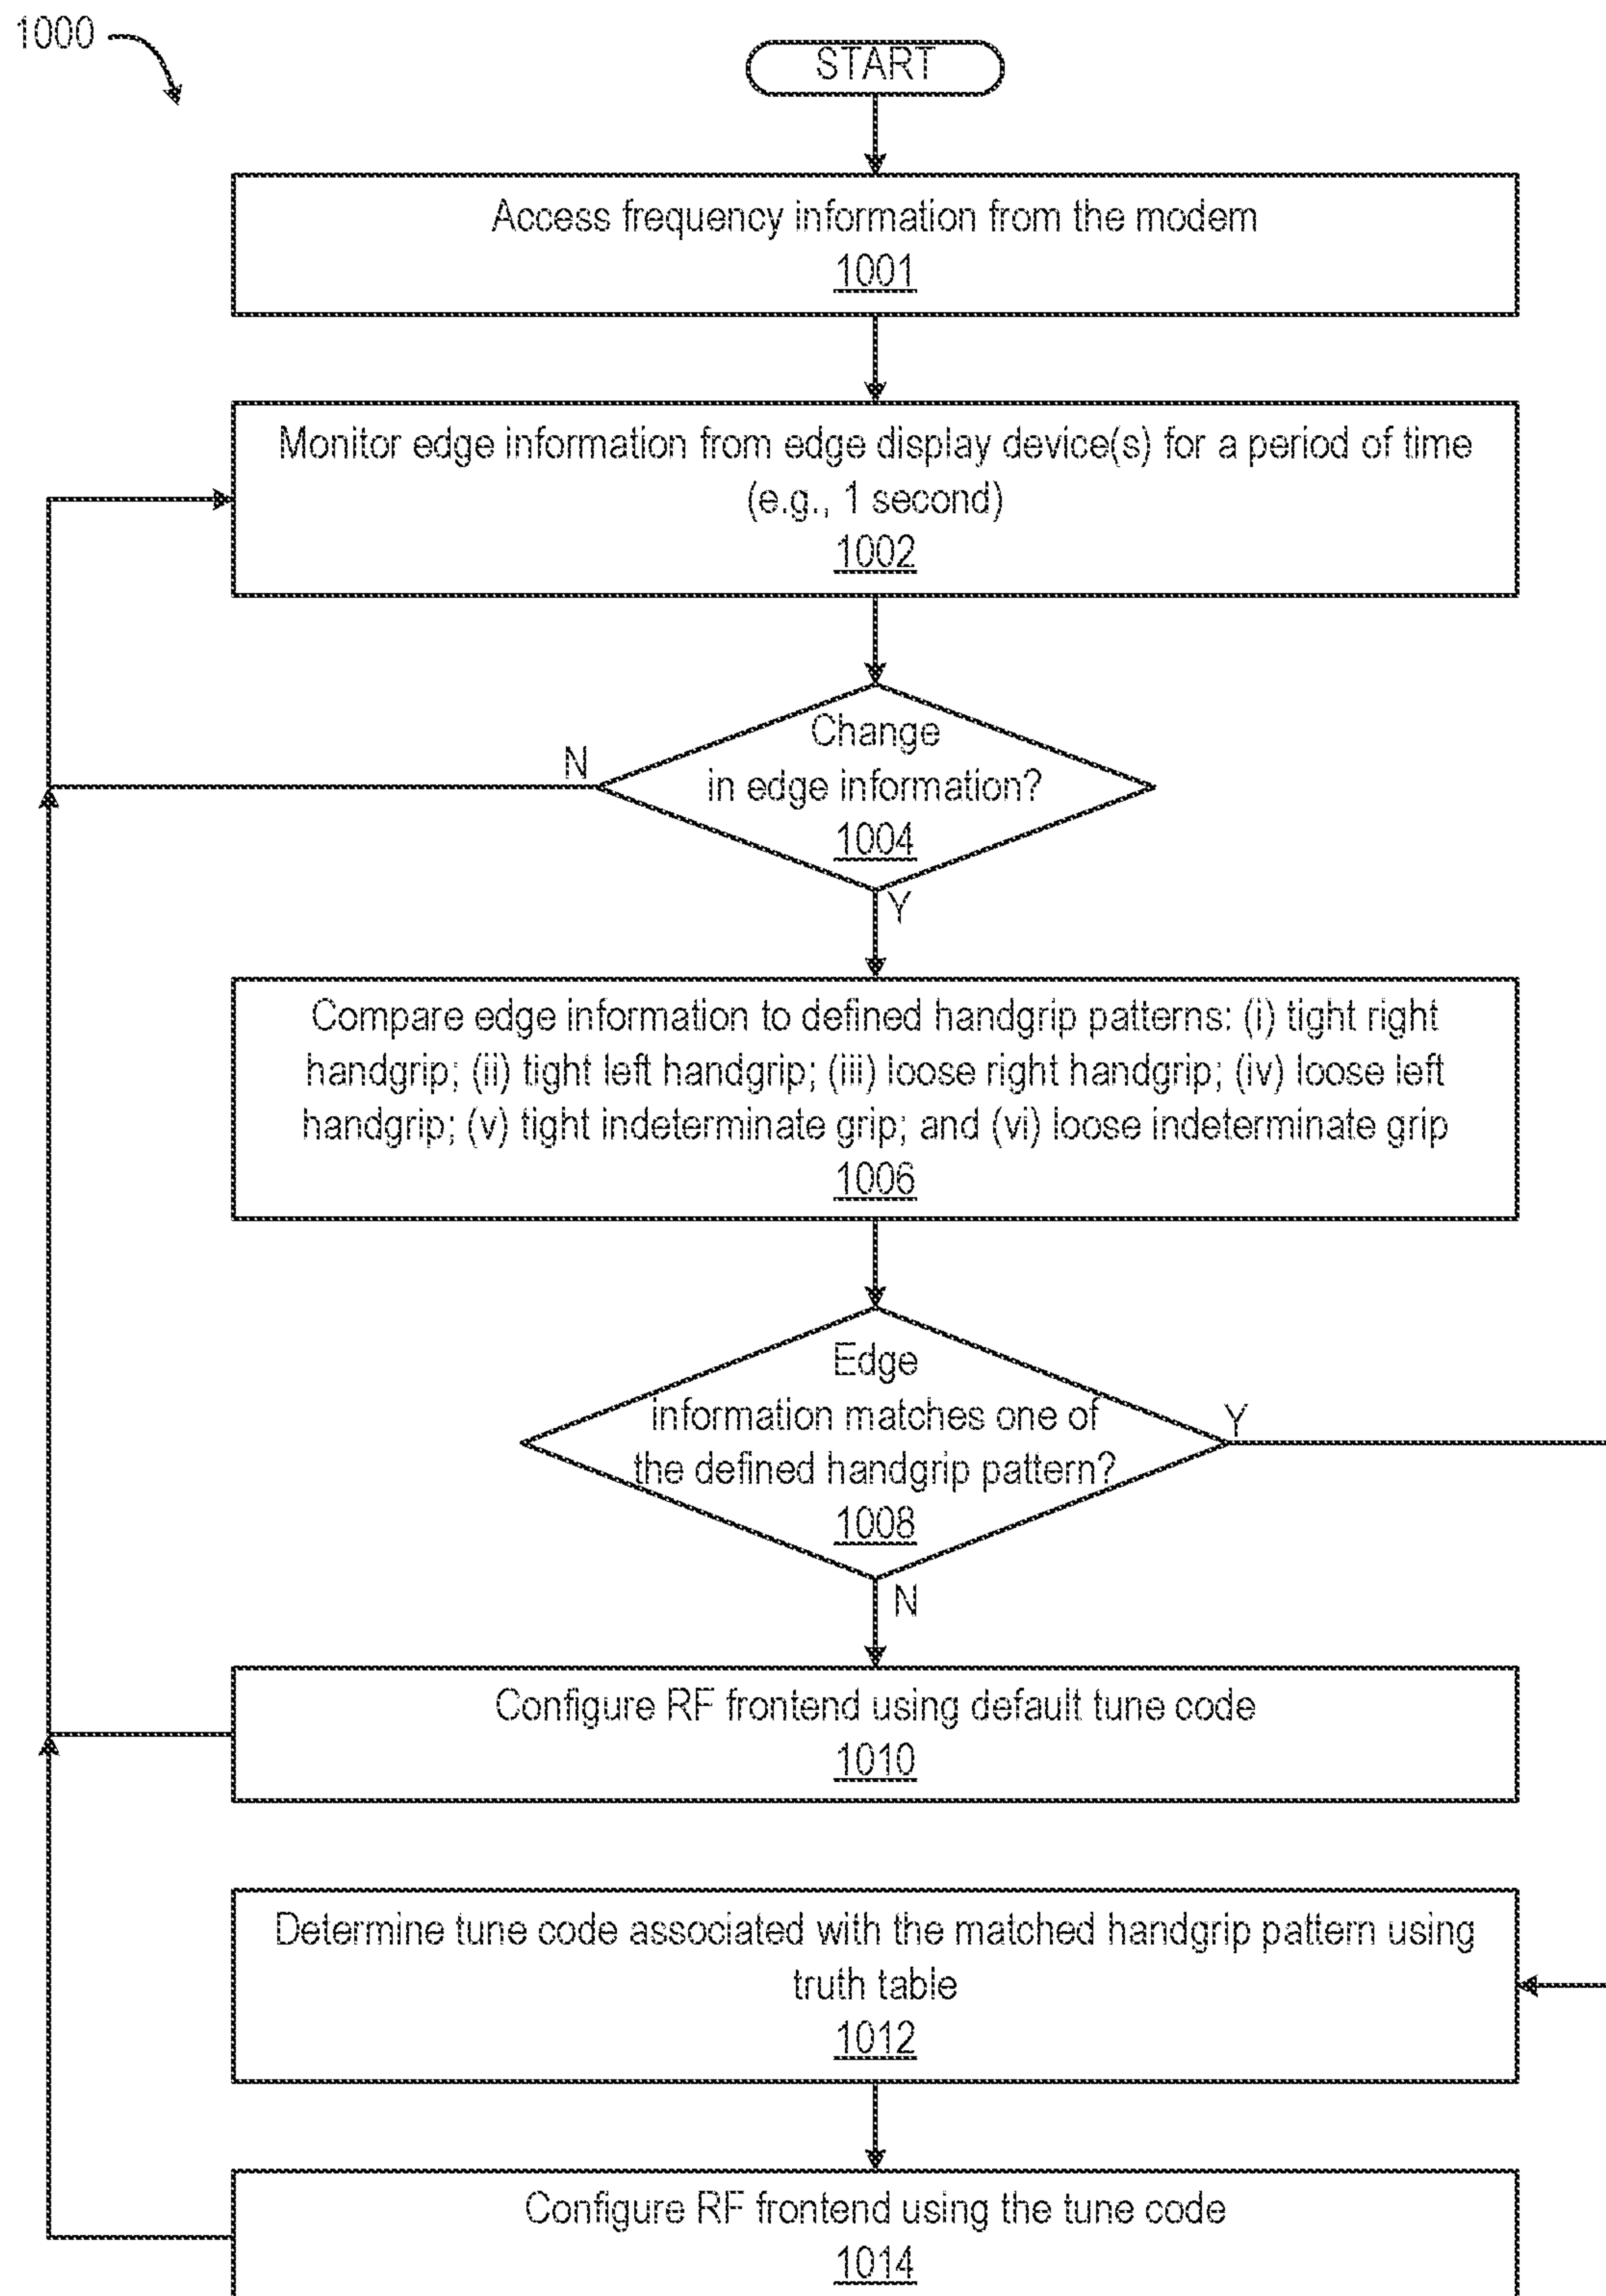 1000
START
Access frequency information from the modem
1001
Monitor edge information from edge display device(s) for a period of time
(e.g., 1 second)
1002
Change
in edge information?
1004
N
Y
Compare edge information to defined handgrip patterns: (i) tight right
handgrip; (ii) tight left handgrip; (iii) loose right handgrip; (iv) loose left
handgrip; (v) tight indeterminate grip; and (vi) loose indeterminate grip
1006
Edge
information matches one of
the defined handgrip pattern?
1008
Y
N
Configure RF frontend using default tune code
1010
Determine tune code associated with the matched handgrip pattern using
truth table
1012
Configure RF frontend using the tune code
1014